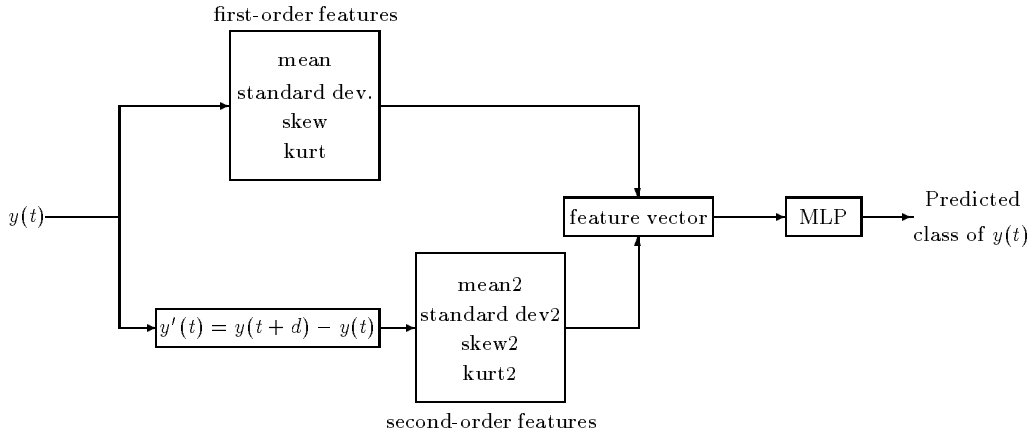 first-order features
mean
standard dev.
skew
kurt
y(t)
feature vector
MLP
Predicted
class of y(t)
y′(t) = y(t + d) − y(t)
mean2
standard dev2
skew2
kurt2
second-order features